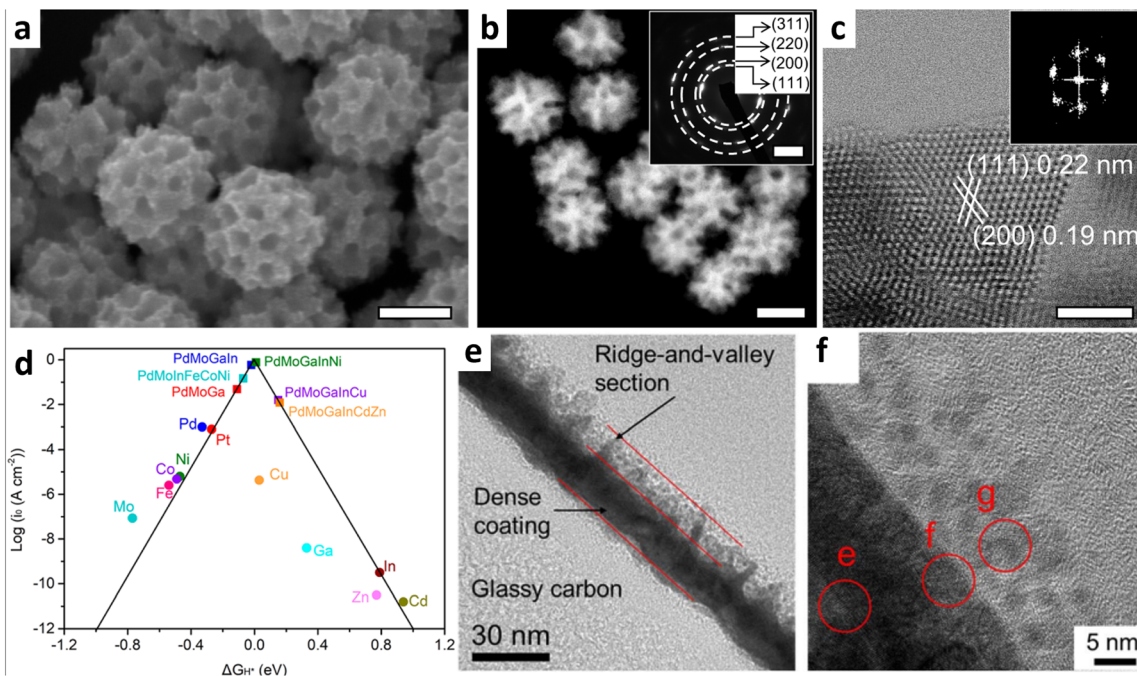 a
b
(311)
(220)
(200)
(111)
c
(111) 0.22 nm
(200) 0.19 nm
d
Log (i₀ (A cm⁻²))
0
-2
-4
-6
-8
-10
-12
-1.2
-0.8
-0.4
0.0
0.4
0.8
1.2
ΔG_H* (eV)
PdMoGaIn
PdMoGaInNi
PdMoInFeCoNi
PdMoGa
PdMoGaInCu
PdMoGaInCdZn
Pd
Pt
Ni
Co
Fe
Cu
Mo
Ga
In
Zn
Cd
e
Ridge-and-valley
section
Dense
coating
Glassy carbon
30 nm
f
g
f
e
5 nm